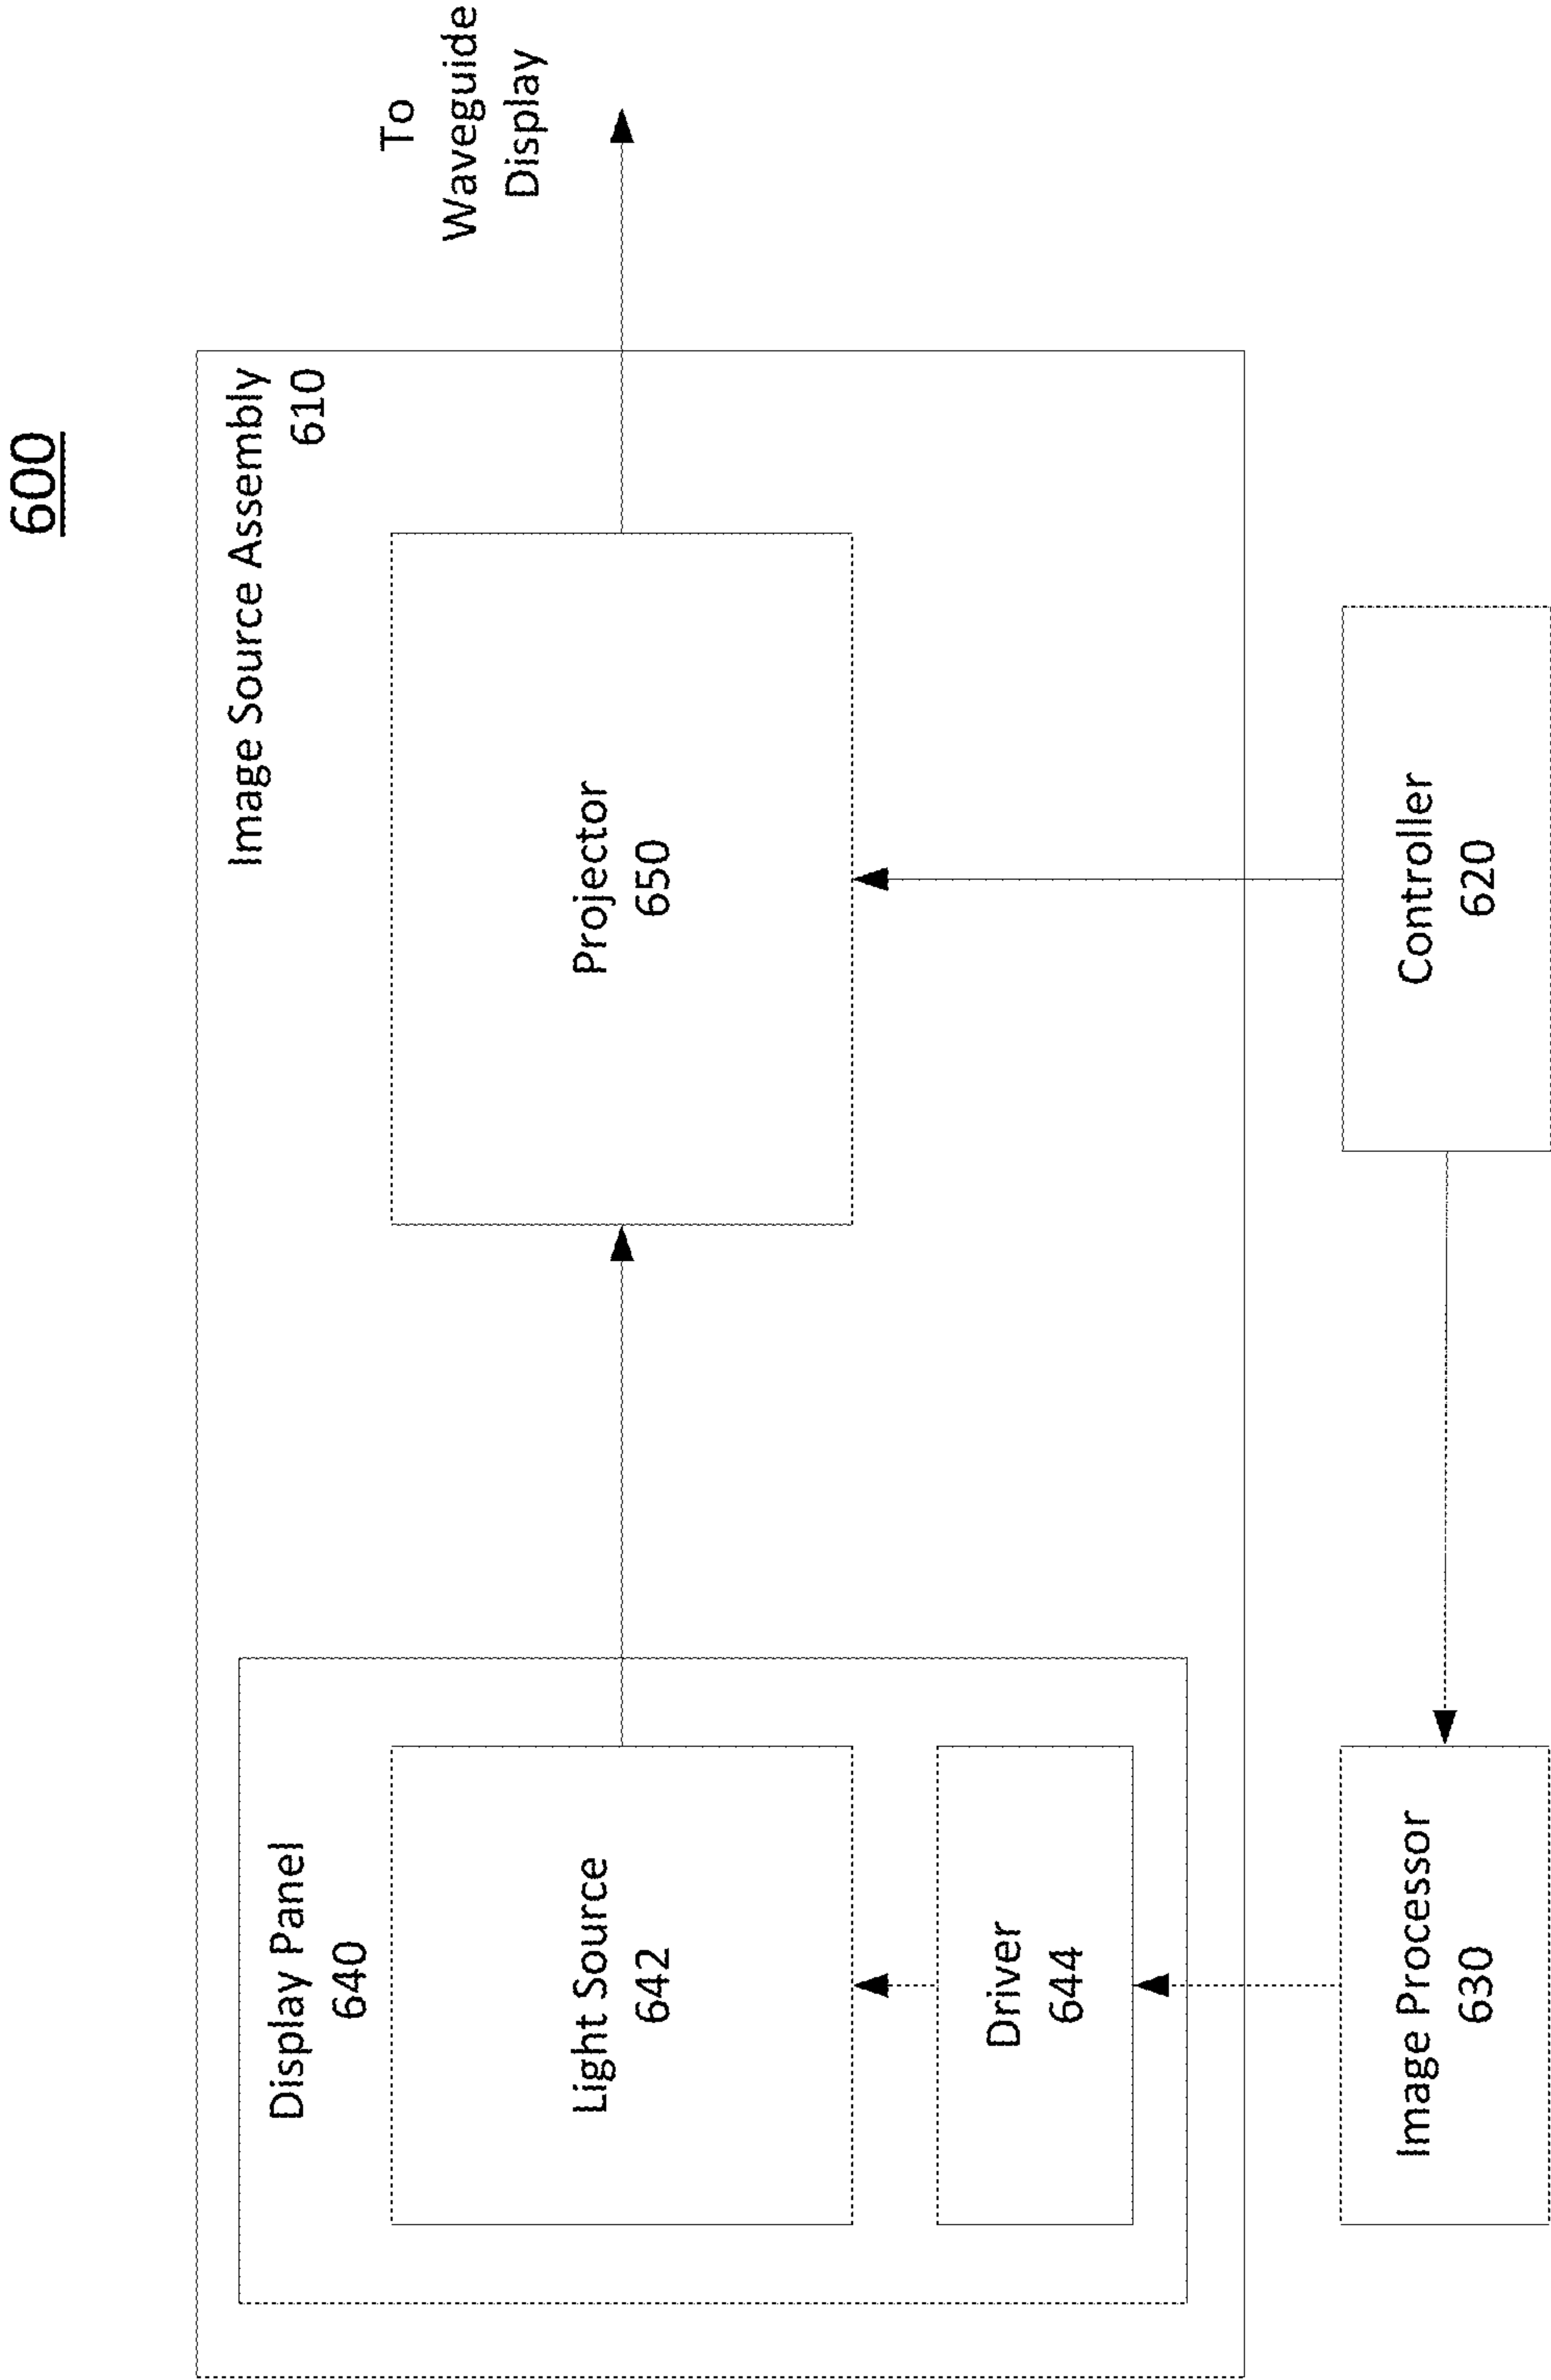 600
Image Source Assembly
610
To
Waveguide
Display
Display Panel
640
Light Source
642
Projector
650
Driver
644
Image Processor
630
Controller
620